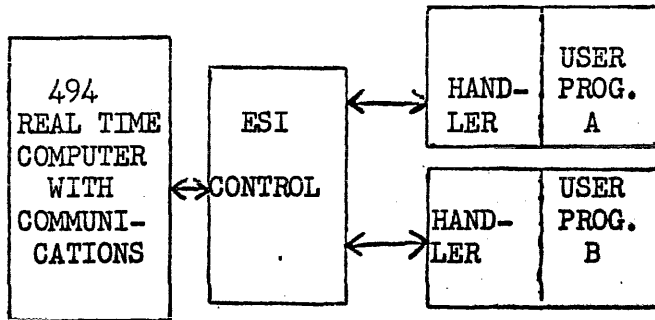 494
REAL TIME
COMPUTER
WITH
COMMUNI-
CATIONS
ESI
CONTROL
HAND-
LER
USER
PROG.
A
HAND-
LER
USER
PROG.
B